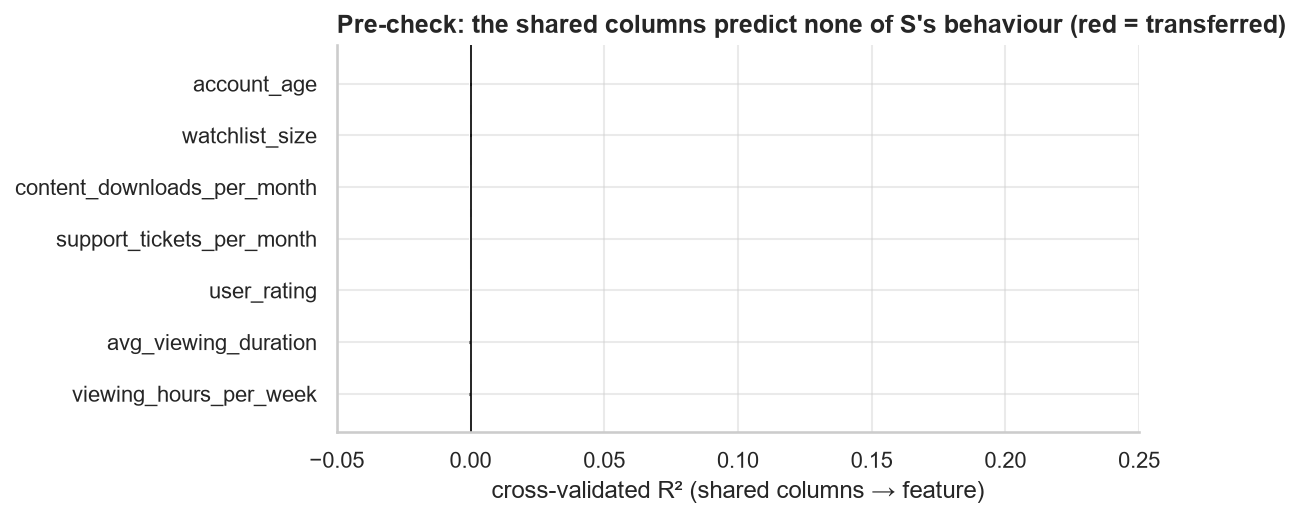 Pre-check: the shared columns predict none of S's behaviour (red = transferred)
account_age
watchlist_size
content_downloads_per_month
support_tickets_per_month
user_rating
avg_viewing_duration
viewing_hours_per_week
−0.05 0.00 0.05 0.10 0.15 0.20 0.25
cross-validated R² (shared columns → feature)